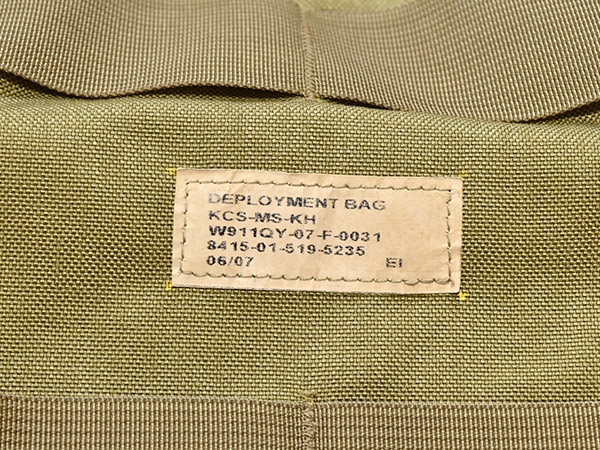 DEPLOYMENT BAG
KCS-MS-KH
W911QY-07-F-0031
8415-01-519-5235
06/07 EI